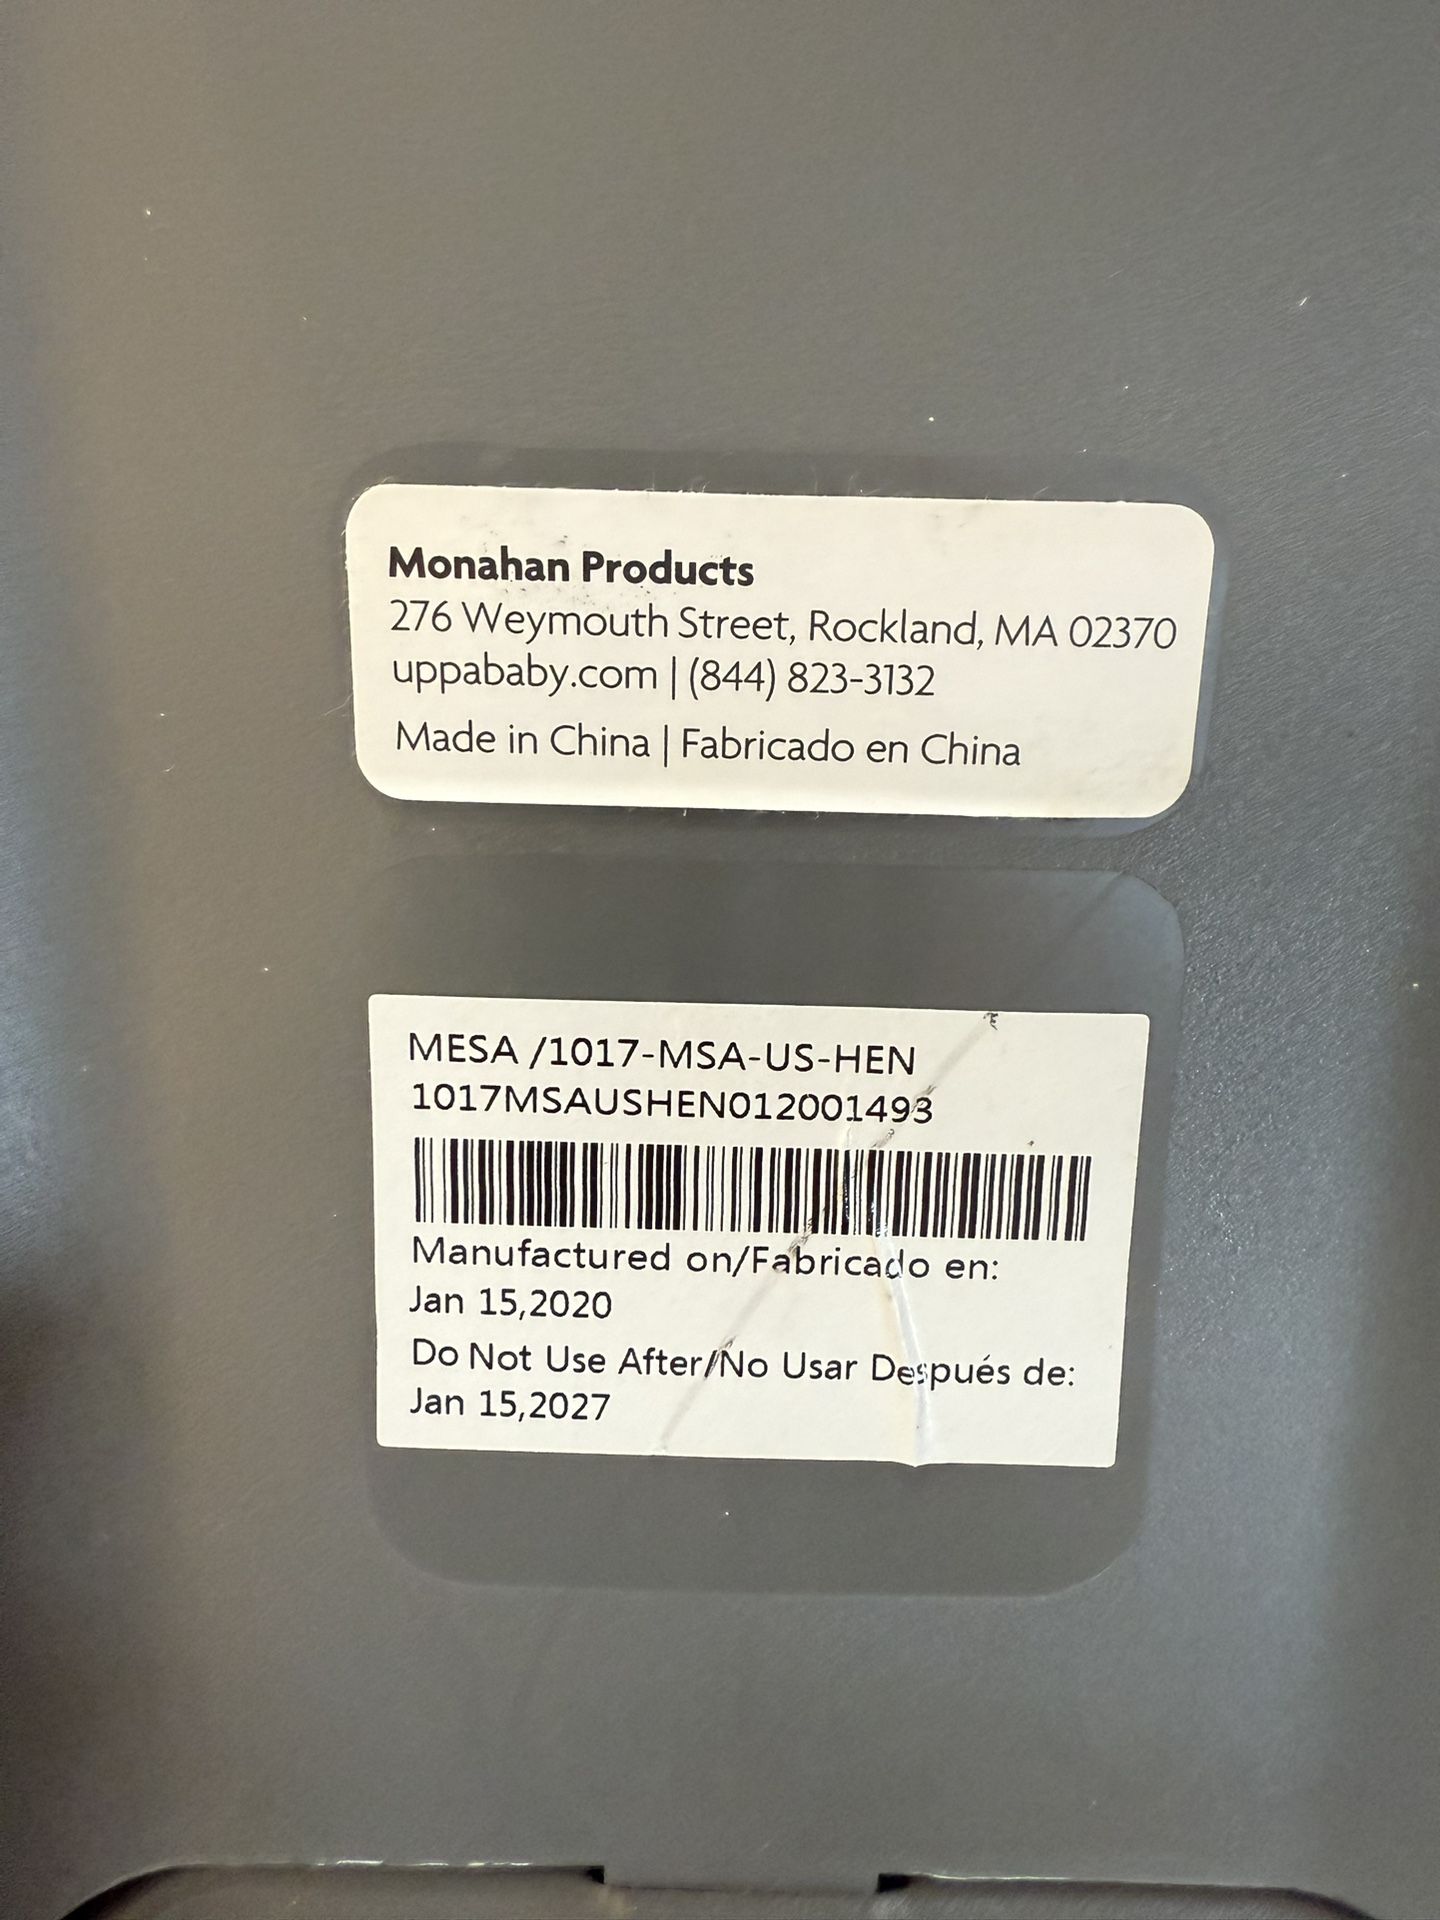 Monahan Products
276 Weymouth Street, Rockland, MA 02370
uppababy.com | (844) 823-3132
Made in China | Fabricado en China
MESA /1017-MSA-US-HEN
1017MSAUSHEN012001493
Manufactured on/Fabricado en:
Jan 15,2020
Do Not Use After/No Usar Después de:
Jan 15,2027